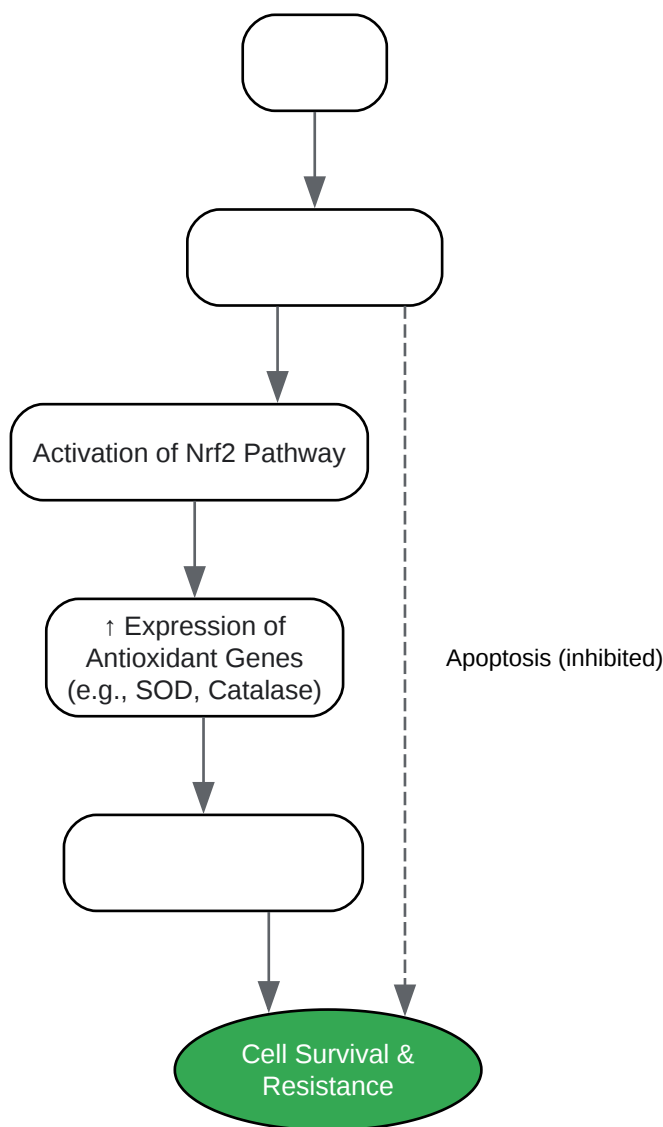 Activation of Nrf2 Pathway
↑ Expression of
Antioxidant Genes
(e.g., SOD, Catalase)
Apoptosis (inhibited)
Cell Survival &
Resistance